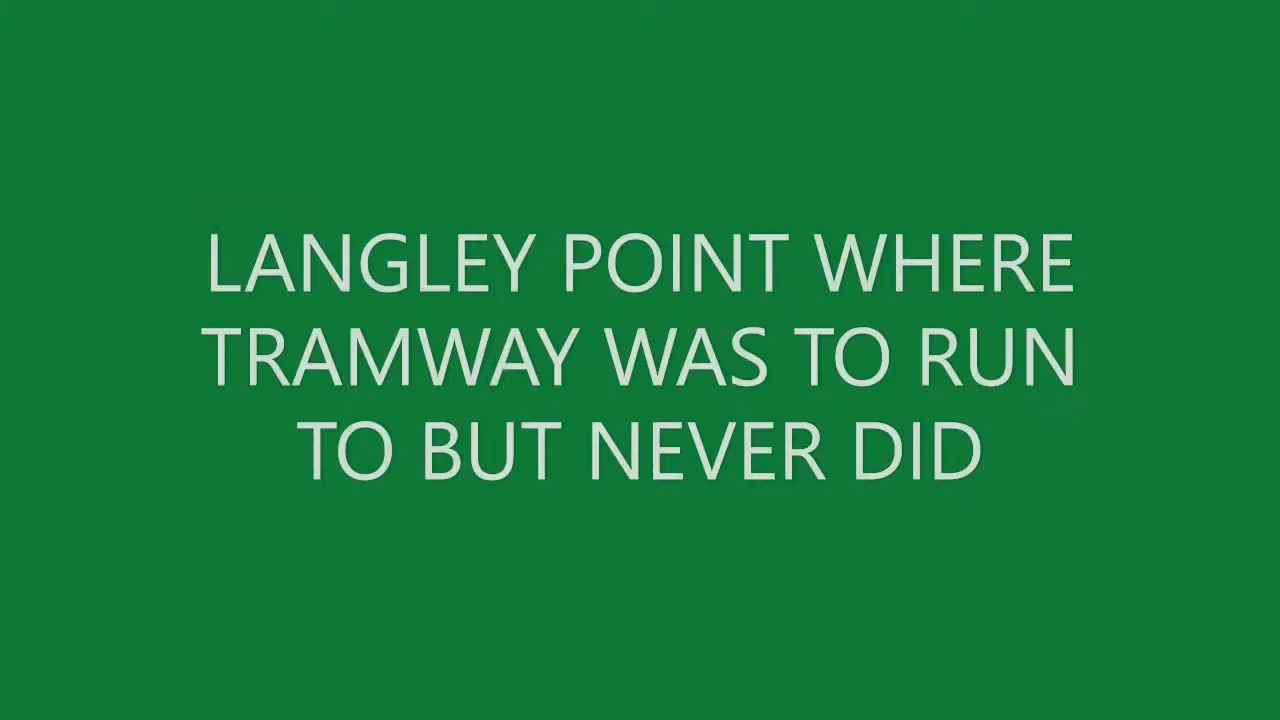 LANGLEY POINT WHERE
TRAMWAY WAS TO RUN
TO BUT NEVER DID